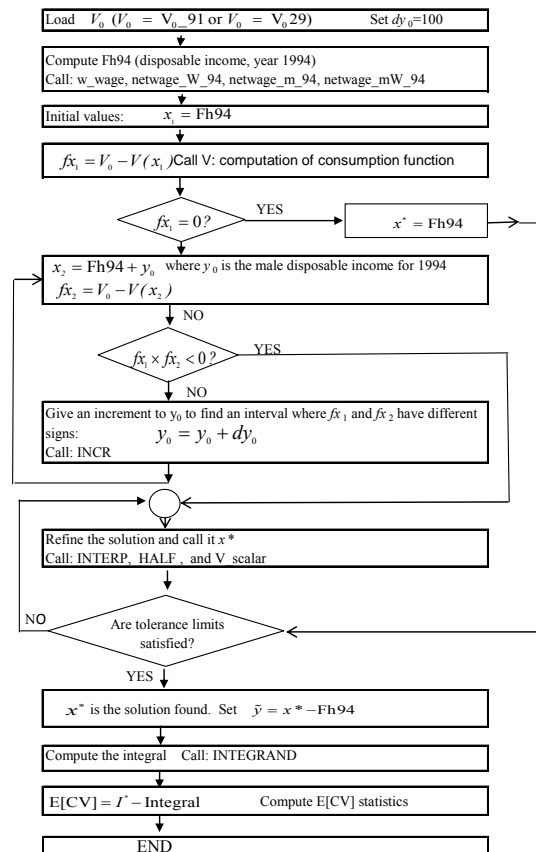 Load V₀ (V₀ = V₀_91 or V₀ = V₀29) Set dy₀=100
Compute Fh94 (disposable income, year 1994)
Call: w_wage, netwage_W_94, netwage_m_94, netwage_mW_94
Initial values: x₁ = Fh94
fx₁ = V₀ − V(x₁) Call V: computation of consumption function
fx₁ = 0?
YES
x* = Fh94
x₂ = Fh94 + y₀ where y₀ is the male disposable income for 1994
fx₂ = V₀ − V(x₂)
NO
fx₁ × fx₂ < 0?
YES
NO
Give an increment to y₀ to find an interval where fx₁ and fx₂ have different
signs: y₀ = y₀ + dy₀
Call: INCR
Refine the solution and call it x*
Call: INTERP, HALF, and V_scalar
NO
Are tolerance limits
satisfied?
YES
x* is the solution found. Set ỹ = x* − Fh94
Compute the integral Call: INTEGRAND
E[CV] = I* − Integral Compute E[CV] statistics
END